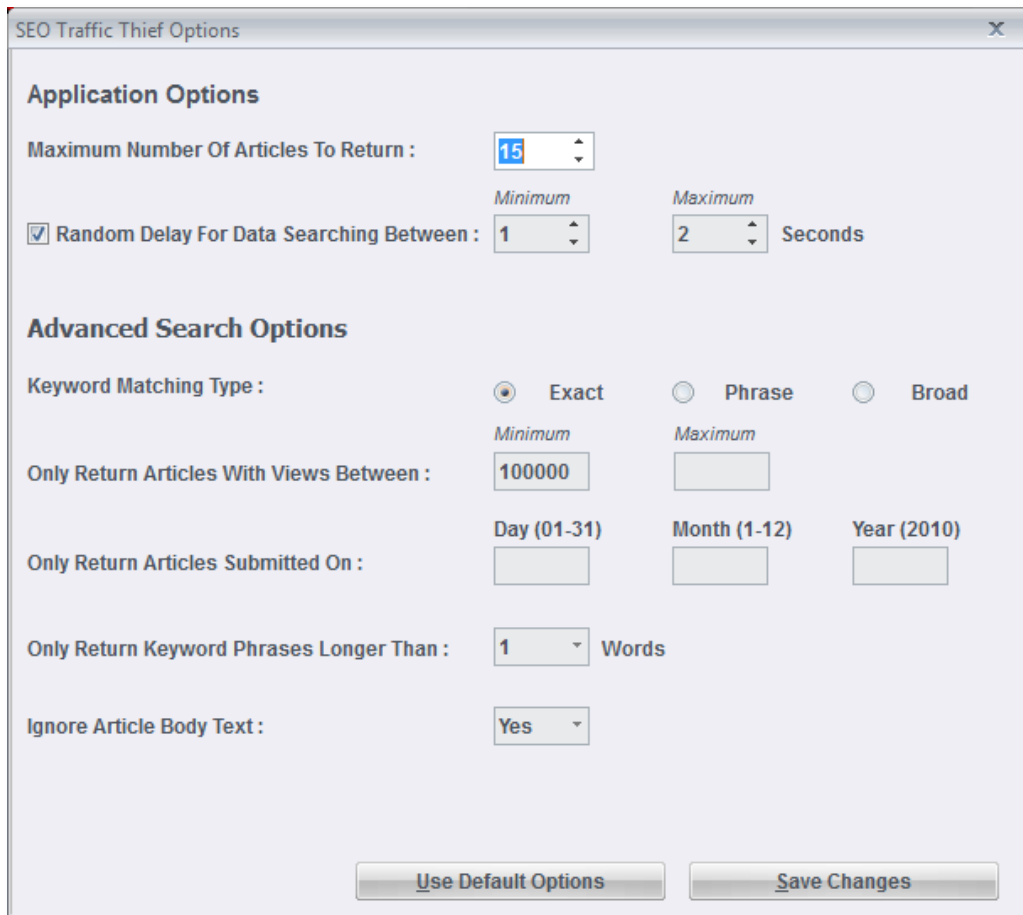 SEO Traffic Thief Options
x
Application Options
Maximum Number Of Articles To Return : 15
Minimum Maximum
Random Delay For Data Searching Between : 1 2 Seconds
Advanced Search Options
Keyword Matching Type : Exact Phrase Broad
Minimum Maximum
Only Return Articles With Views Between : 100000
Day (01-31) Month (1-12) Year (2010)
Only Return Articles Submitted On :
Only Return Keyword Phrases Longer Than : 1 Words
Ignore Article Body Text : Yes
Use Default Options Save Changes